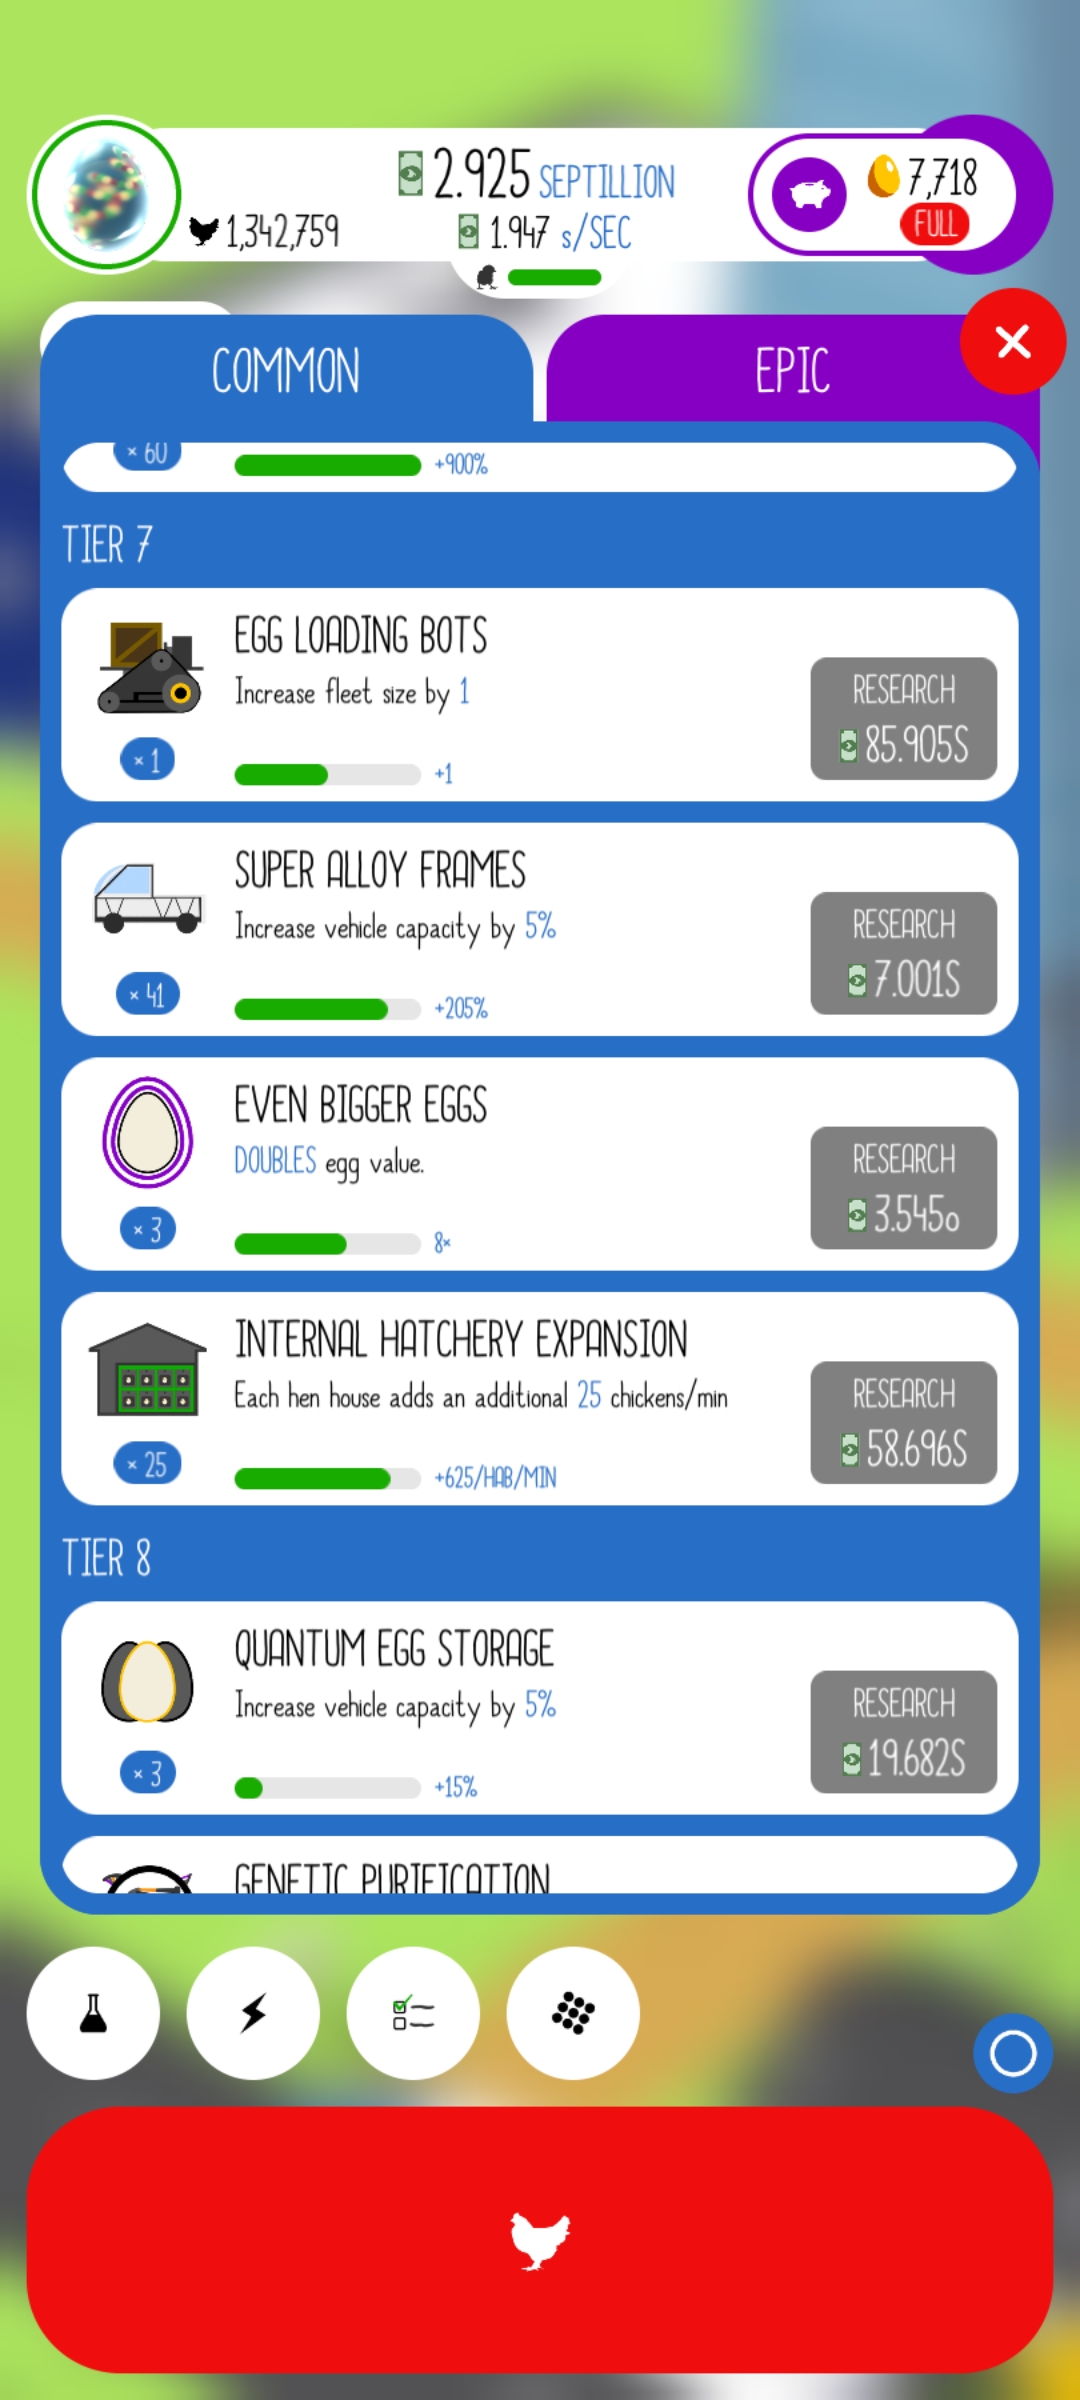 2.925 SEPTILLION
7,718
1,342,759
1.947 s/SEC
FULL
COMMON
EPIC
× 60
+900%
TIER 7
EGG LOADING BOTS
Increase fleet size by 1
RESEARCH
85.905S
× 1
+1
SUPER ALLOY FRAMES
Increase vehicle capacity by 5%
RESEARCH
7.001S
× 41
+205%
EVEN BIGGER EGGS
DOUBLES egg value.
RESEARCH
3.545o
× 3
8×
INTERNAL HATCHERY EXPANSION
Each hen house adds an additional 25 chickens/min
RESEARCH
58.696S
× 25
+625/HAB/MIN
TIER 8
QUANTUM EGG STORAGE
Increase vehicle capacity by 5%
RESEARCH
19.682S
× 3
+15%
GENETIC PURIFICATION